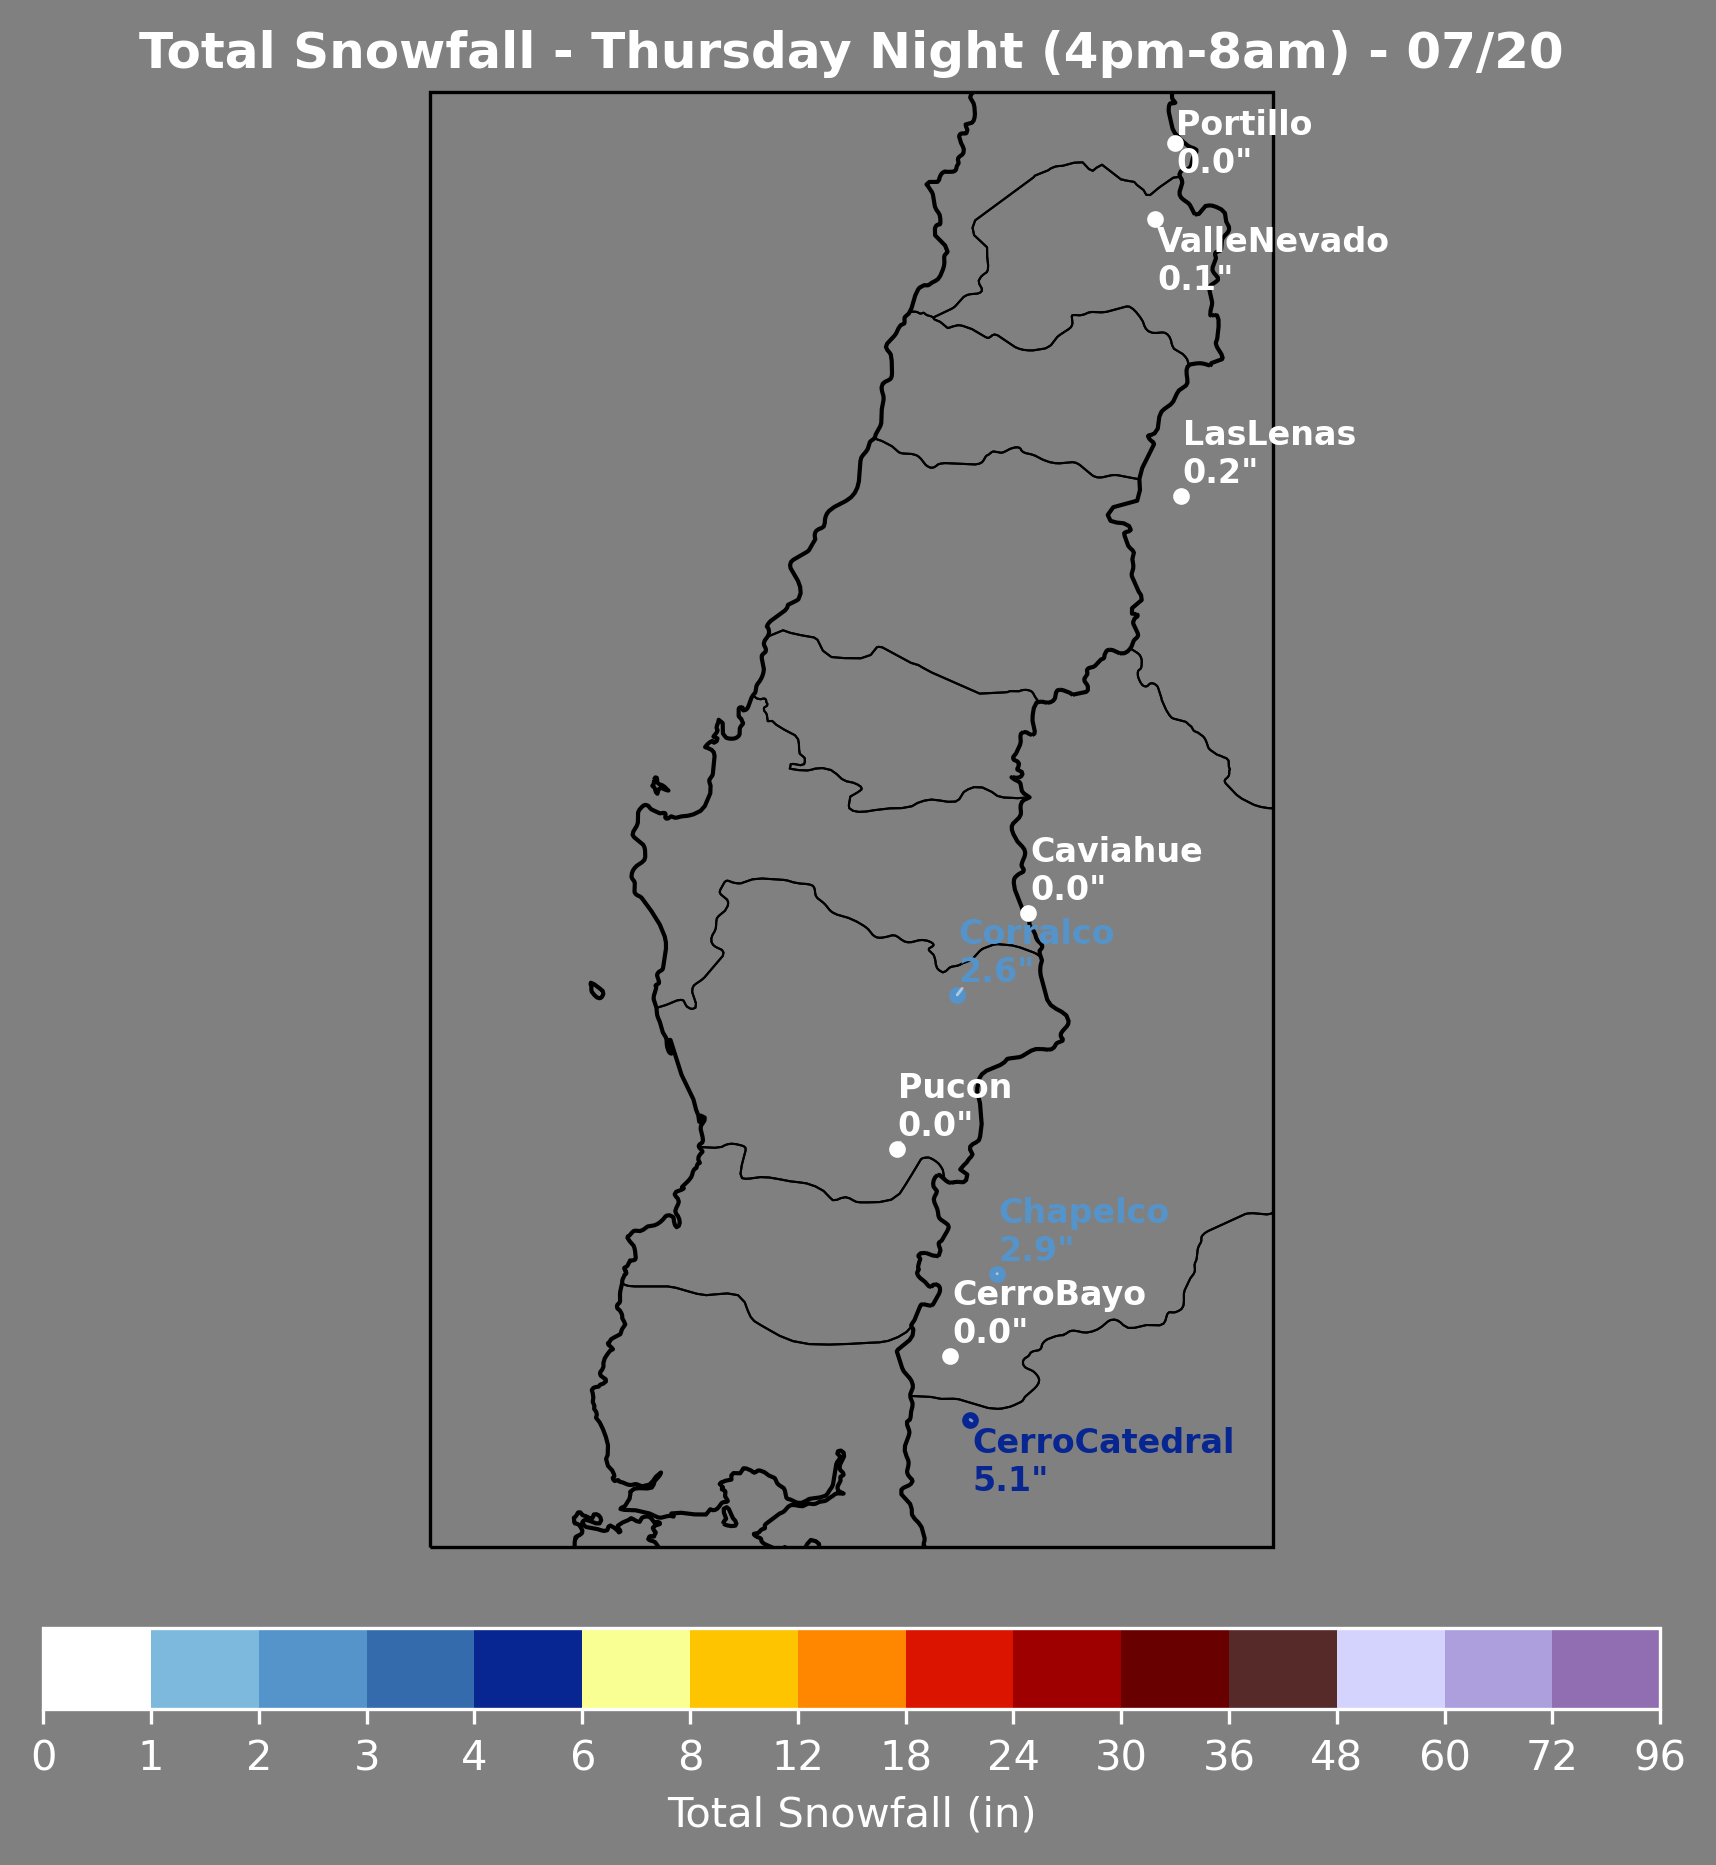 Total Snowfall - Thursday Night (4pm-8am) - 07/20
Portillo
0.0"
ValleNevado
0.1"
LasLenas
0.2"
Caviahue
0.0"
Corralco
2.6"
Pucon
0.0"
Chapelco
2.9"
CerroBayo
0.0"
CerroCatedral
5.1"
0 1 2 3 4 6 8 12 18 24 30 36 48 60 72 96
Total Snowfall (in)